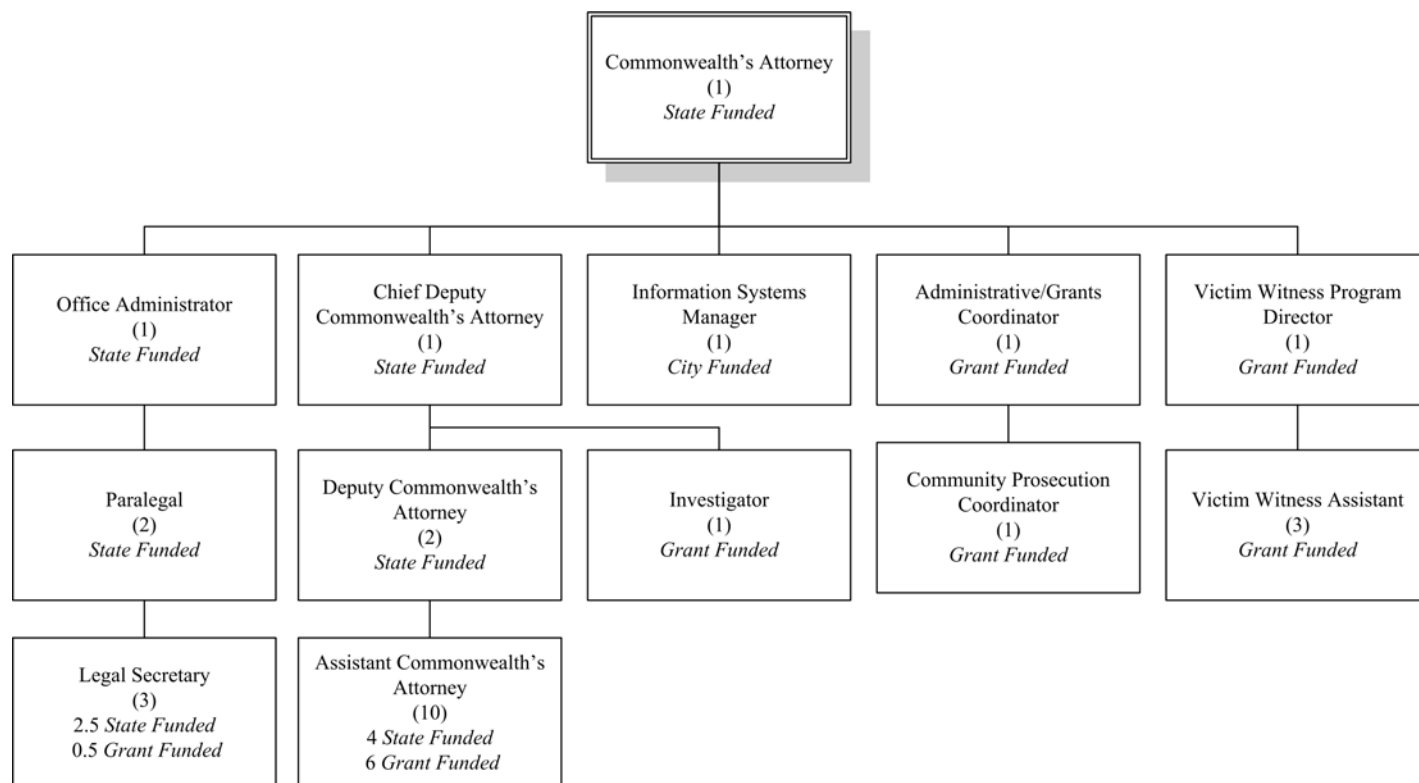 Commonwealth’s Attorney
(1)
State Funded
Office Administrator
(1)
State Funded
Chief Deputy
Commonwealth’s Attorney
(1)
State Funded
Information Systems
Manager
(1)
City Funded
Administrative/Grants
Coordinator
(1)
Grant Funded
Victim Witness Program
Director
(1)
Grant Funded
Paralegal
(2)
State Funded
Deputy Commonwealth’s
Attorney
(2)
State Funded
Investigator
(1)
Grant Funded
Community Prosecution
Coordinator
(1)
Grant Funded
Victim Witness Assistant
(3)
Grant Funded
Legal Secretary
(3)
2.5 State Funded
0.5 Grant Funded
Assistant Commonwealth’s
Attorney
(10)
4 State Funded
6 Grant Funded